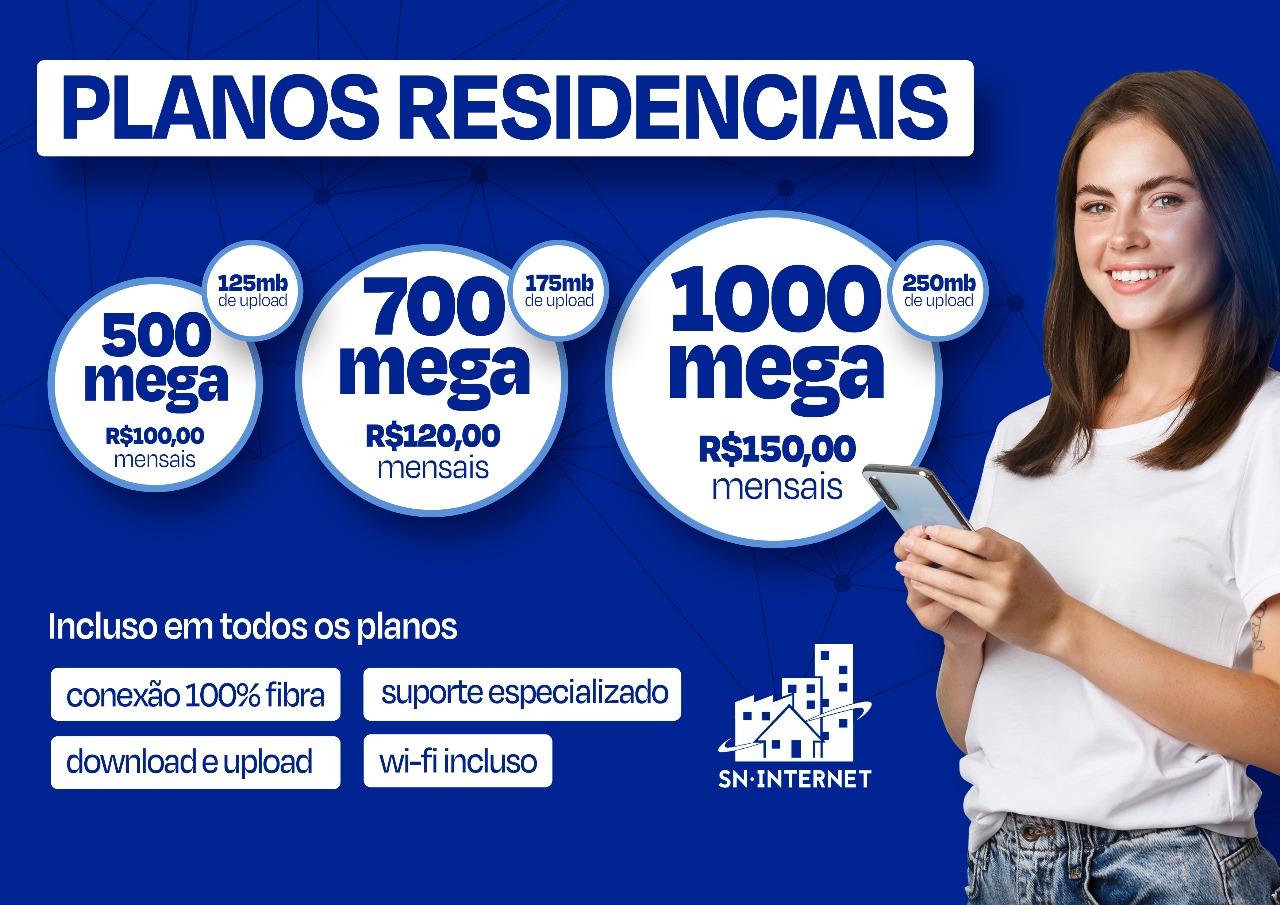 PLANOS RESIDENCIAIS
500
mega
R$100,00
mensais
125mb
de upload
700
mega
R$120,00
mensais
175mb
de upload
1000
mega
R$150,00
mensais
250mb
de upload
Incluso em todos os planos
conexão 100% fibra
suporte especializado
download e upload
wi-fi incluso
SN·INTERNET